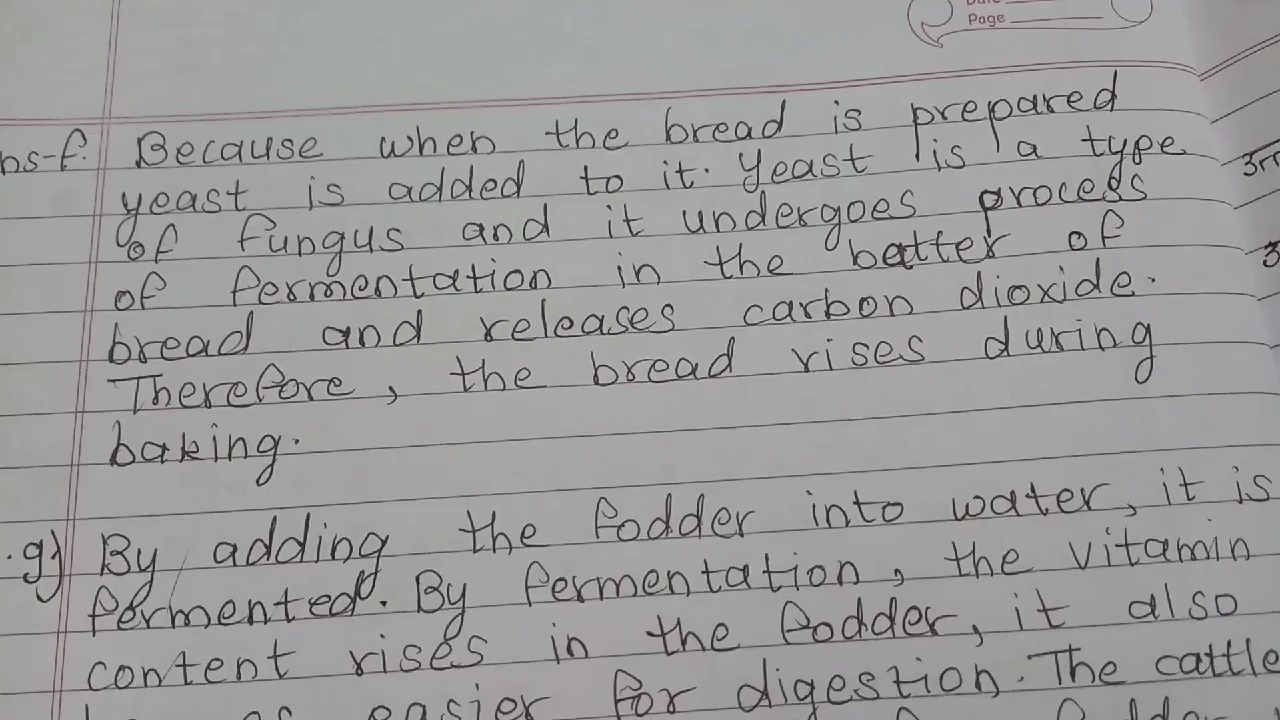 Page
ns-f. Because when the bread is prepared
yeast is added to it. Yeast is a type
of fungus and it undergoes process
of fermentation in the batter of
bread and releases carbon dioxide.
Therefore, the bread rises during
baking.
.g) By adding the fodder into water, it is
fermented. By fermentation, the vitamin
content rises in the fodder, it also
easier for digestion. The cattle
3rd
3